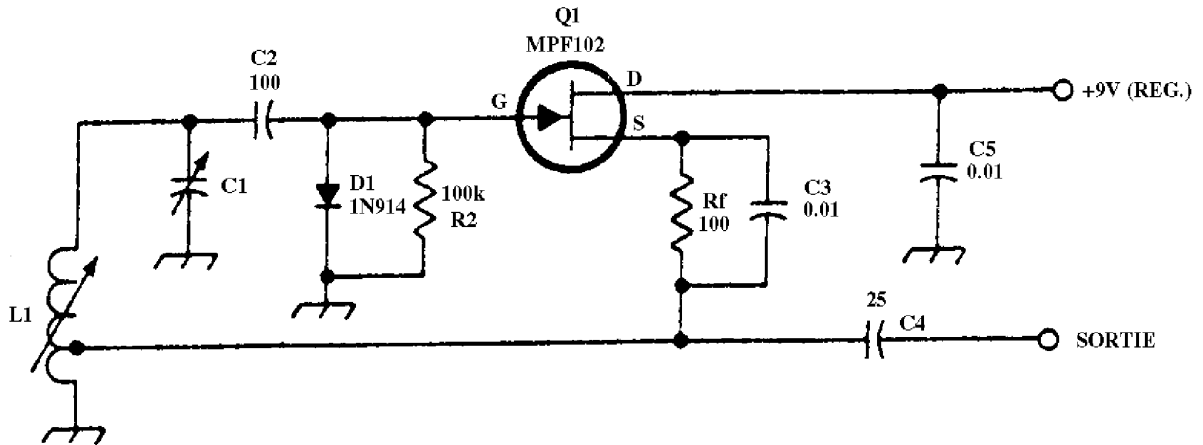 Q1
MPF102
C2
100
G
D
S
+9V (REG.)
C1
D1
1N914
100k
R2
Rf
100
C3
0.01
C5
0.01
L1
25
C4
SORTIE